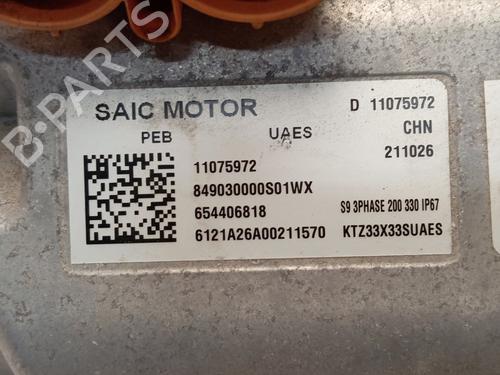 SAIC MOTOR
D 11075972
PEB
UAES
CHN
211026
11075972
849030000S01WX
654406818
S9 3PHASE 200 330 IP67
6121A26A00211570
KTZ33X33SUAES
B-PARTS